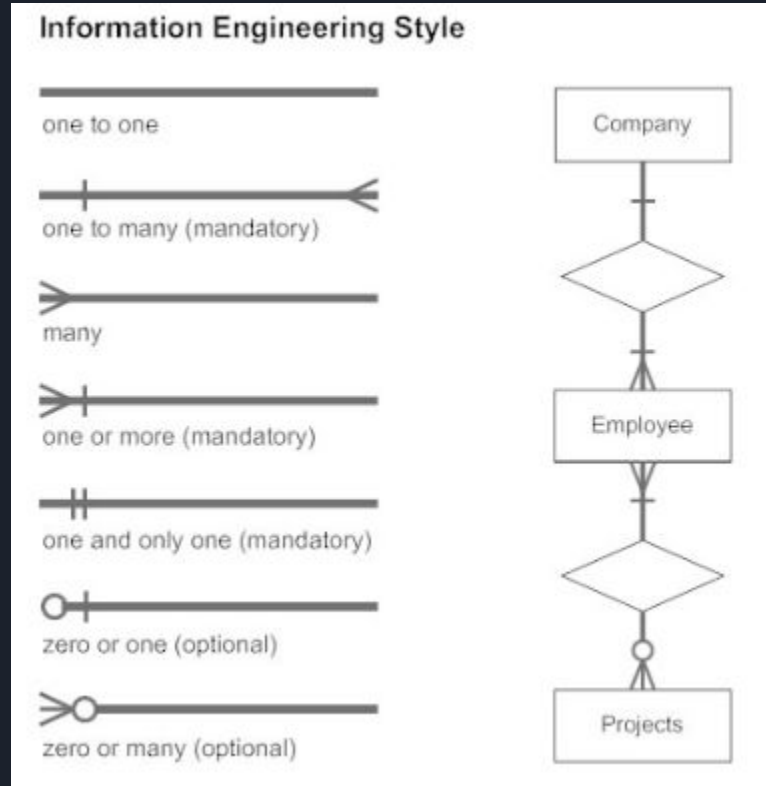 Information Engineering Style
one to one
one to many (mandatory)
many
one or more (mandatory)
one and only one (mandatory)
zero or one (optional)
zero or many (optional)
Company
Employee
Projects